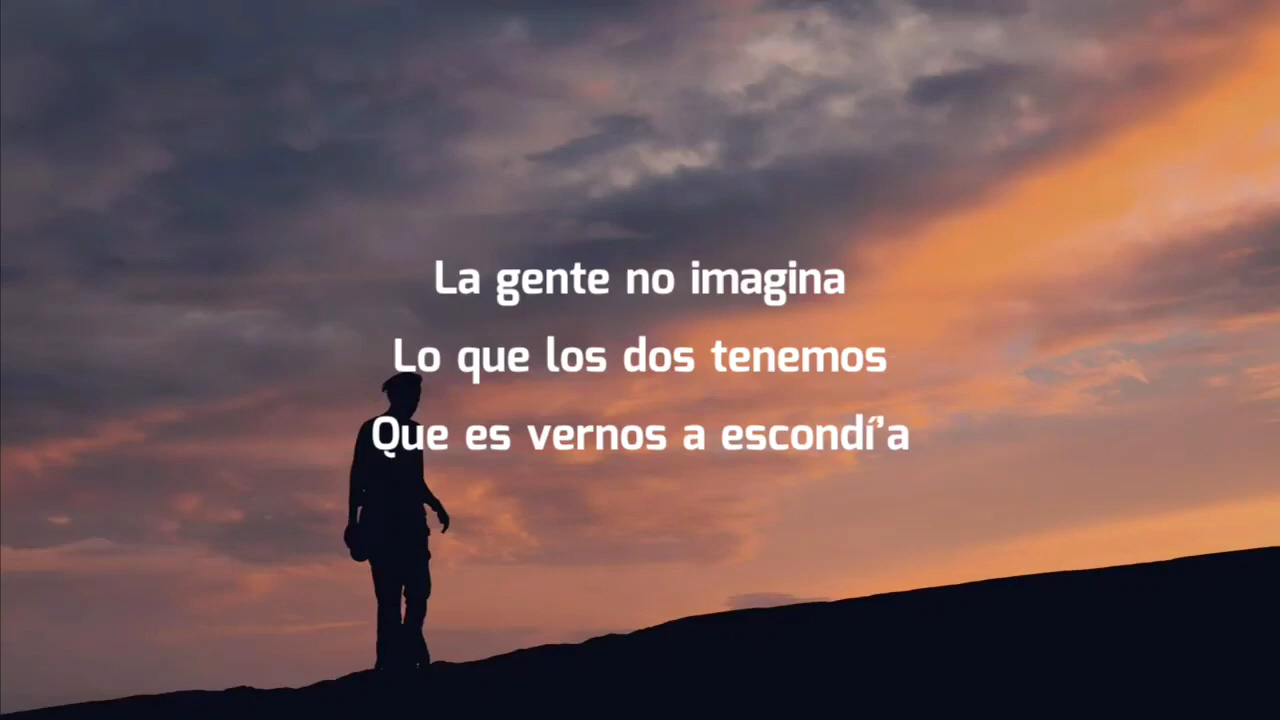 La gente no imagina
Lo que los dos tenemos
Que es vernos a escondí’a